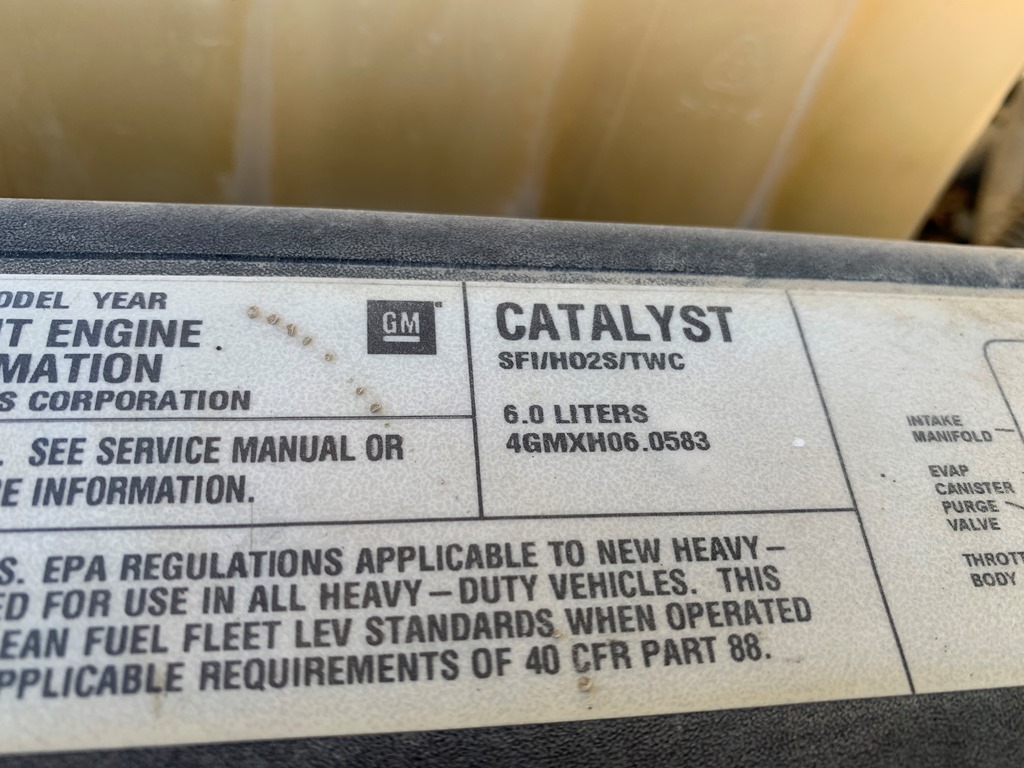 ODEL YEAR
T ENGINE
MATION
S CORPORATION
GM
CATALYST
SFI/HO2S/TWC
6.0 LITERS
4GMXH06.0583
. SEE SERVICE MANUAL OR
E INFORMATION.
S. EPA REGULATIONS APPLICABLE TO NEW HEAVY–
ED FOR USE IN ALL HEAVY–DUTY VEHICLES. THIS
EAN FUEL FLEET LEV STANDARDS WHEN OPERATED
PPLICABLE REQUIREMENTS OF 40 CFR PART 88.
INTAKE
MANIFOLD
EVAP
CANISTER
PURGE
VALVE
THROTT
BODY